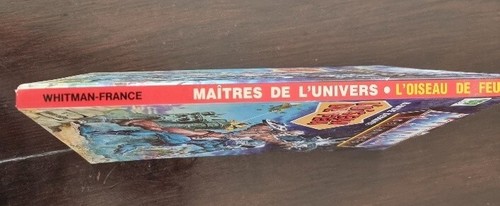 WHITMAN-FRANCE MAÎTRES DE L'UNIVERS • L'OISEAU DE FEU